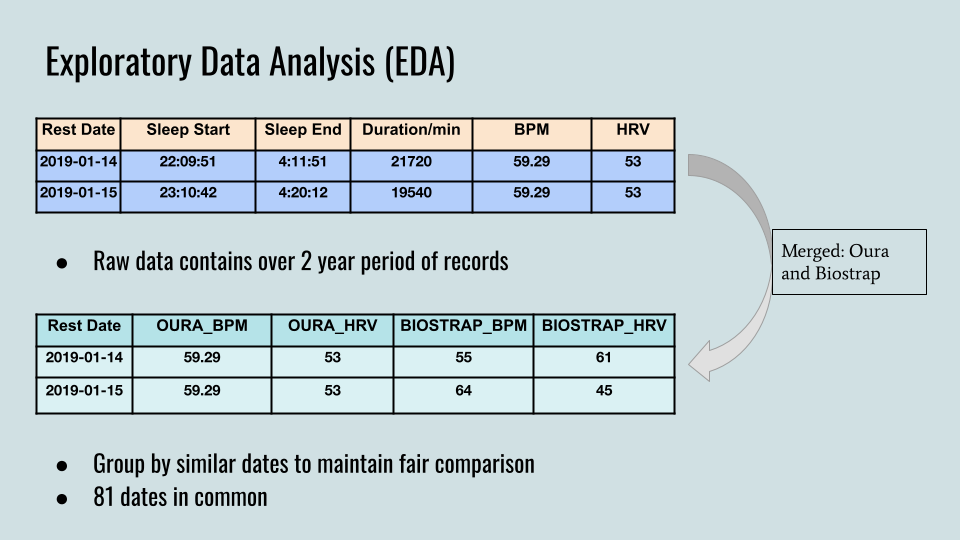 Exploratory Data Analysis (EDA)
Rest Date Sleep Start Sleep End Duration/min BPM HRV
2019-01-14 22:09:51 4:11:51 21720 59.29 53
2019-01-15 23:10:42 4:20:12 19540 59.29 53
● Raw data contains over 2 year period of records
Merged: Oura
and Biostrap
Rest Date OURA_BPM OURA_HRV BIOSTRAP_BPM BIOSTRAP_HRV
2019-01-14 59.29 53 55 61
2019-01-15 59.29 53 64 45
● Group by similar dates to maintain fair comparison
● 81 dates in common